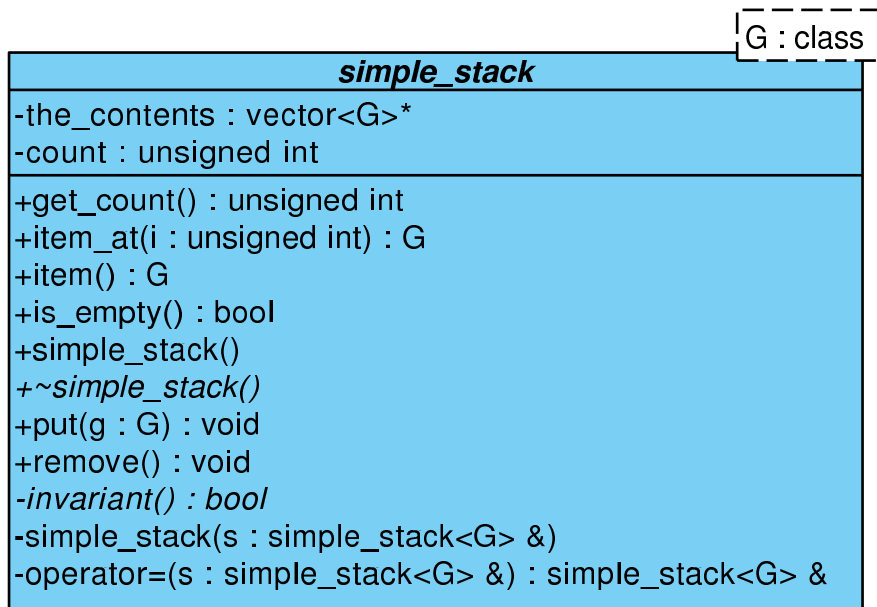 G : class
simple_stack
-the_contents : vector<G>*
-count : unsigned int
+get_count() : unsigned int
+item_at(i : unsigned int) : G
+item() : G
+is_empty() : bool
+simple_stack()
+~simple_stack()
+put(g : G) : void
+remove() : void
-invariant() : bool
-simple_stack(s : simple_stack<G> &)
-operator=(s : simple_stack<G> &) : simple_stack<G> &